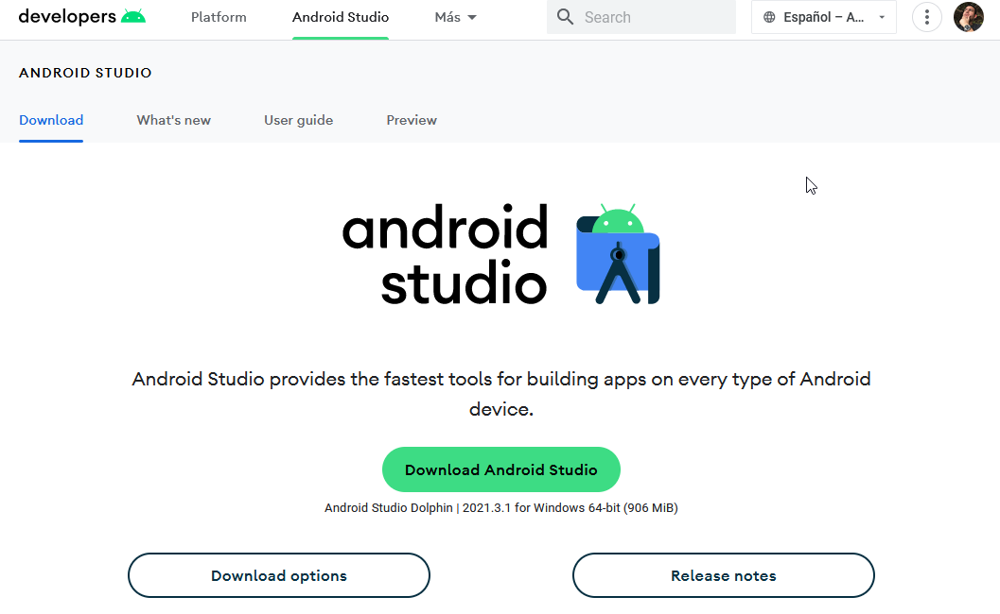 developers
Platform
Android Studio
Más
Search
Español – A...
ANDROID STUDIO
Download
What's new
User guide
Preview
android
studio
Android Studio provides the fastest tools for building apps on every type of Android
device.
Download Android Studio
Android Studio Dolphin | 2021.3.1 for Windows 64-bit (906 MiB)
Download options
Release notes